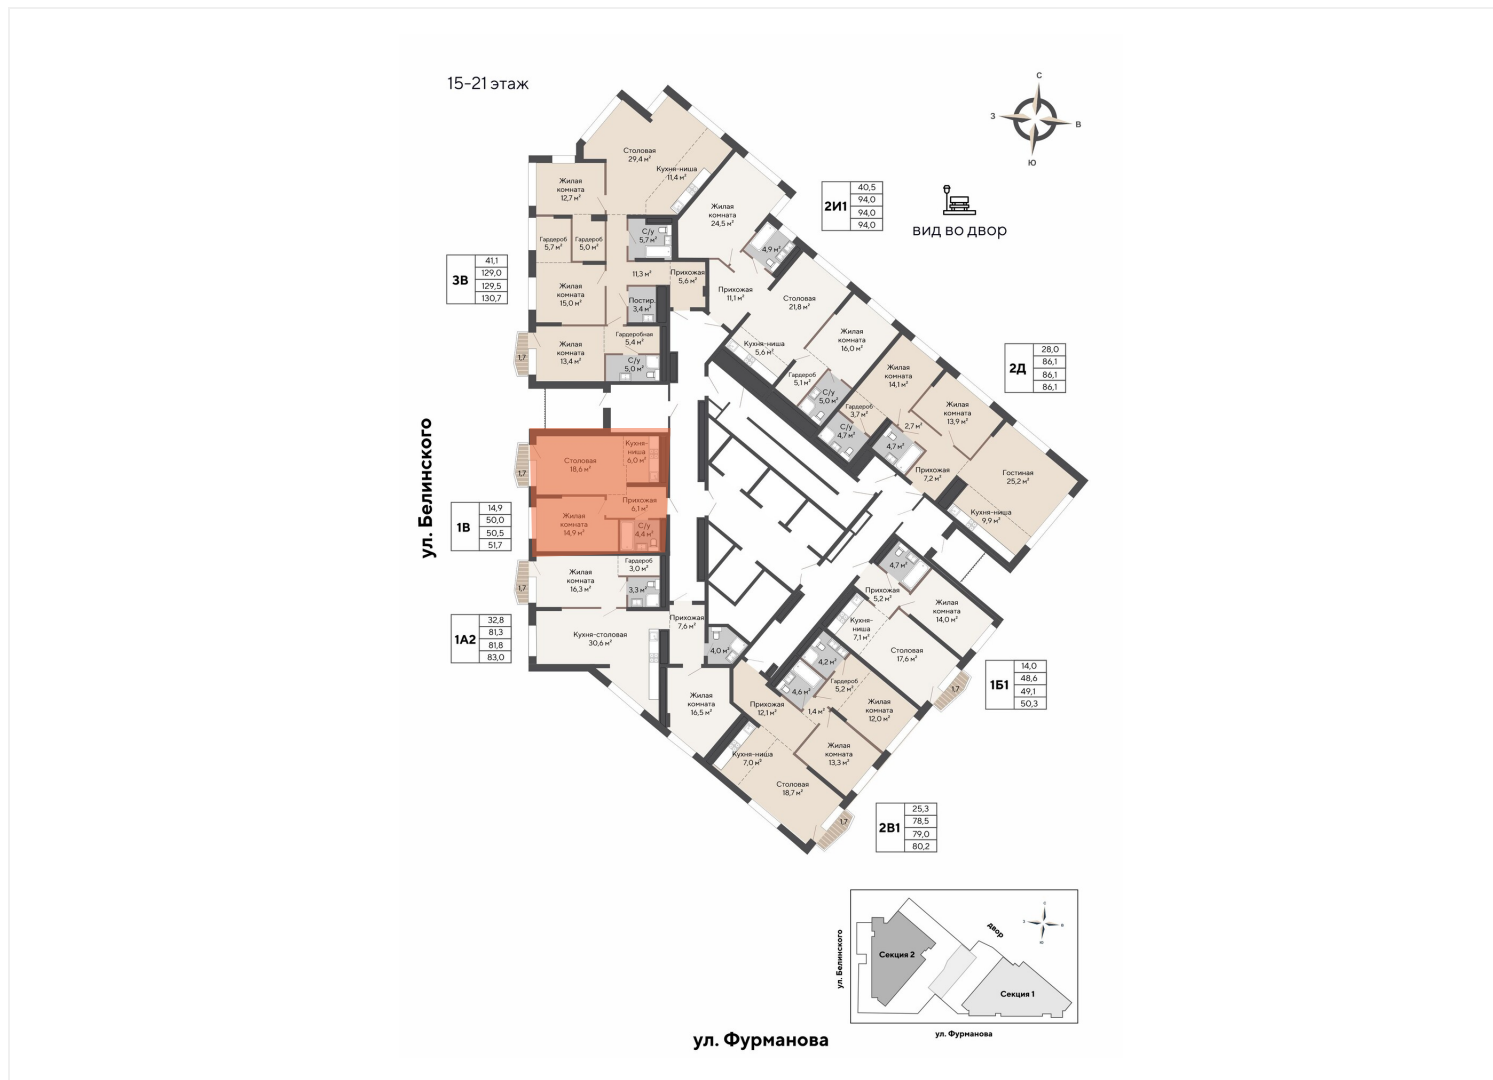 15-21 этаж
С
З
В
Ю
2И1
40,5
94,0
94,0
94,0
вид во двор
3В
41,1
129,0
129,5
130,7
Столовая
29,4 м²
Кухня-ниша
11,4 м²
Жилая
комната
12,7 м²
Гардероб
5,7 м²
Гардероб
5,0 м²
С/у
5,7 м²
11,3 м²
Прихожая
5,6 м²
Жилая
комната
15,0 м²
Постир.
3,4 м²
Жилая
комната
13,4 м²
Гардеробная
5,4 м²
С/у
5,0 м²
1,7
Жилая
комната
24,5 м²
4,9 м²
Прихожая
11,1 м²
Столовая
21,8 м²
Кухня-ниша
5,6 м²
Жилая
комната
16,0 м²
Гардероб
5,1 м²
С/у
5,0 м²
2Д
28,0
86,1
86,1
86,1
Жилая
комната
14,1 м²
Гардероб
3,7 м²
С/у
4,7 м²
2,7 м²
Жилая
комната
13,9 м²
4,7 м²
Прихожая
7,2 м²
Гостиная
25,2 м²
Кухня-ниша
9,9 м²
ул. Белинского
1В
14,9
50,0
50,5
51,7
Столовая
18,6 м²
Кухня-
ниша
6,0 м²
1,7
Прихожая
6,1 м²
Жилая
комната
14,9 м²
С/у
4,4 м²
1А2
32,8
81,3
81,8
83,0
Жилая
комната
16,3 м²
Гардероб
3,0 м²
3,3 м²
1,7
Кухня-столовая
30,6 м²
Прихожая
7,6 м²
4,0 м²
Жилая
комната
16,5 м²
4,7 м²
Прихожая
5,2 м²
Жилая
комната
14,0 м²
Кухня-
ниша
7,1 м²
Столовая
17,6 м²
1,7
1Б1
14,0
48,6
49,1
50,3
4,2 м²
4,6 м²
Гардероб
5,2 м²
Прихожая
12,1 м²
1,4 м²
Жилая
комната
12,0 м²
Жилая
комната
13,3 м²
Кухня-ниша
7,0 м²
Столовая
18,7 м²
1,7
2В1
25,3
78,5
79,0
80,2
ул. Белинского
Секция 2
двор
С
З
В
Ю
Секция 1
ул. Фурманова
ул. Фурманова